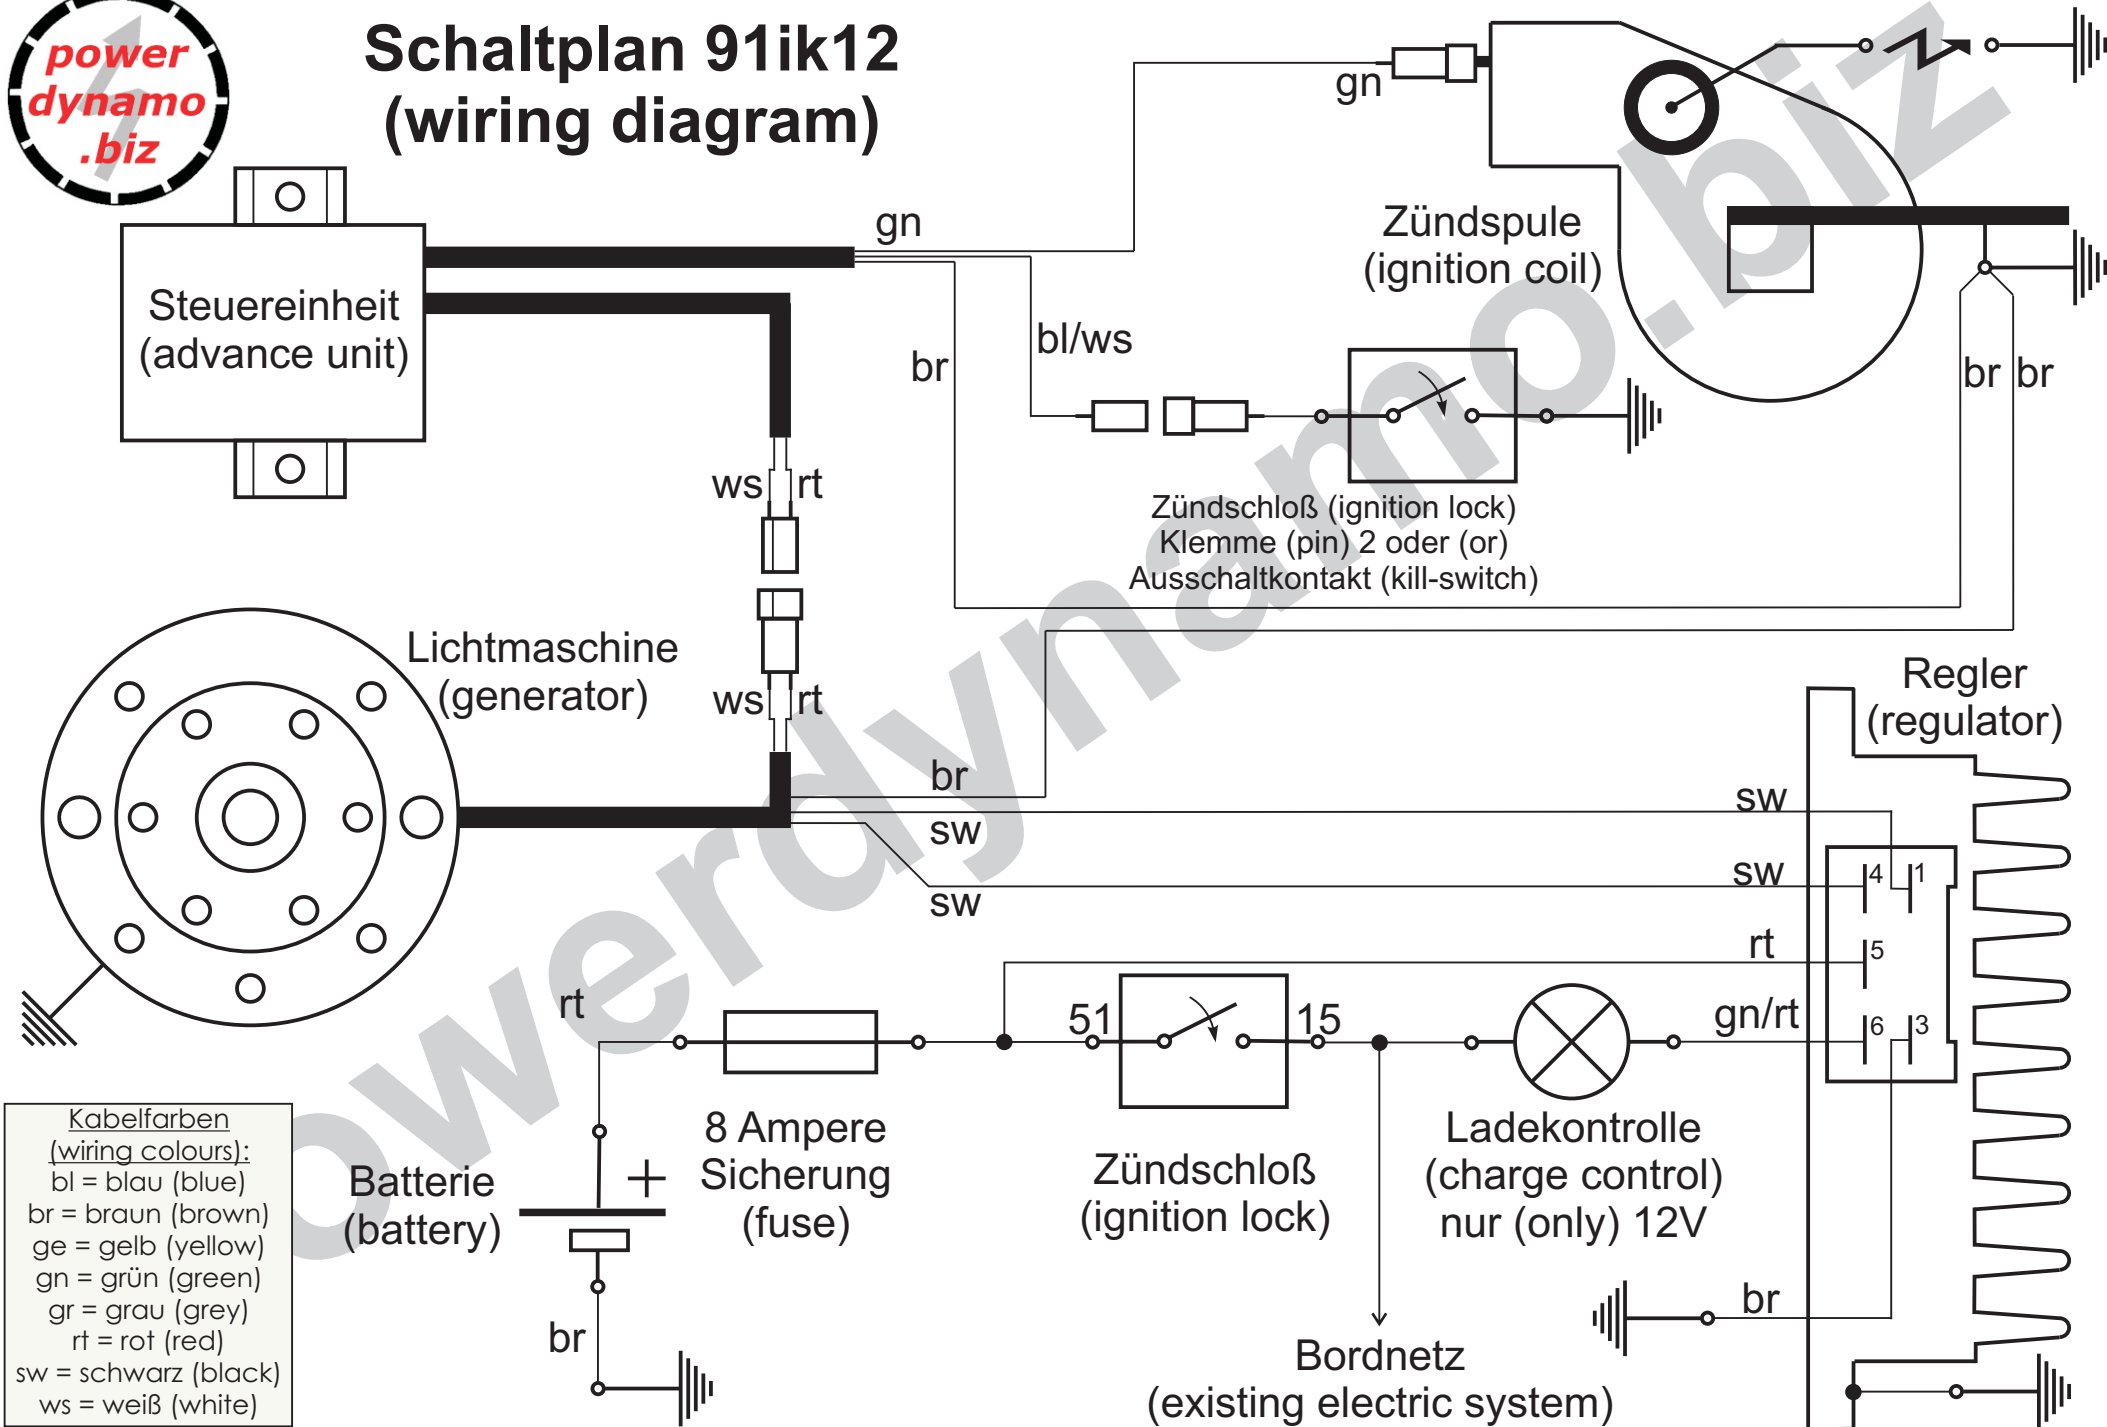 power
dynamo
.biz
Schaltplan 91ik12
(wiring diagram)
gn
gn
Zündspule
(ignition coil)
Steuereinheit
(advance unit)
bl/ws
br
br
br
ws
rt
Zündschloß (ignition lock)
Klemme (pin) 2 oder (or)
Ausschaltkontakt (kill-switch)
Lichtmaschine
(generator)
ws
rt
Regler
(regulator)
br
sw
sw
sw
sw
4
1
rt
5
rt
51
15
gn/rt
6
3
8 Ampere
Sicherung
(fuse)
Batterie
(battery)
+
Zündschloß
(ignition lock)
Ladekontrolle
(charge control)
nur (only) 12V
br
br
Bordnetz
(existing electric system)
Kabelfarben
(wiring colours):
bl = blau (blue)
br = braun (brown)
ge = gelb (yellow)
gn = grün (green)
gr = grau (grey)
rt = rot (red)
sw = schwarz (black)
ws = weiß (white)
owerdynamo.biz